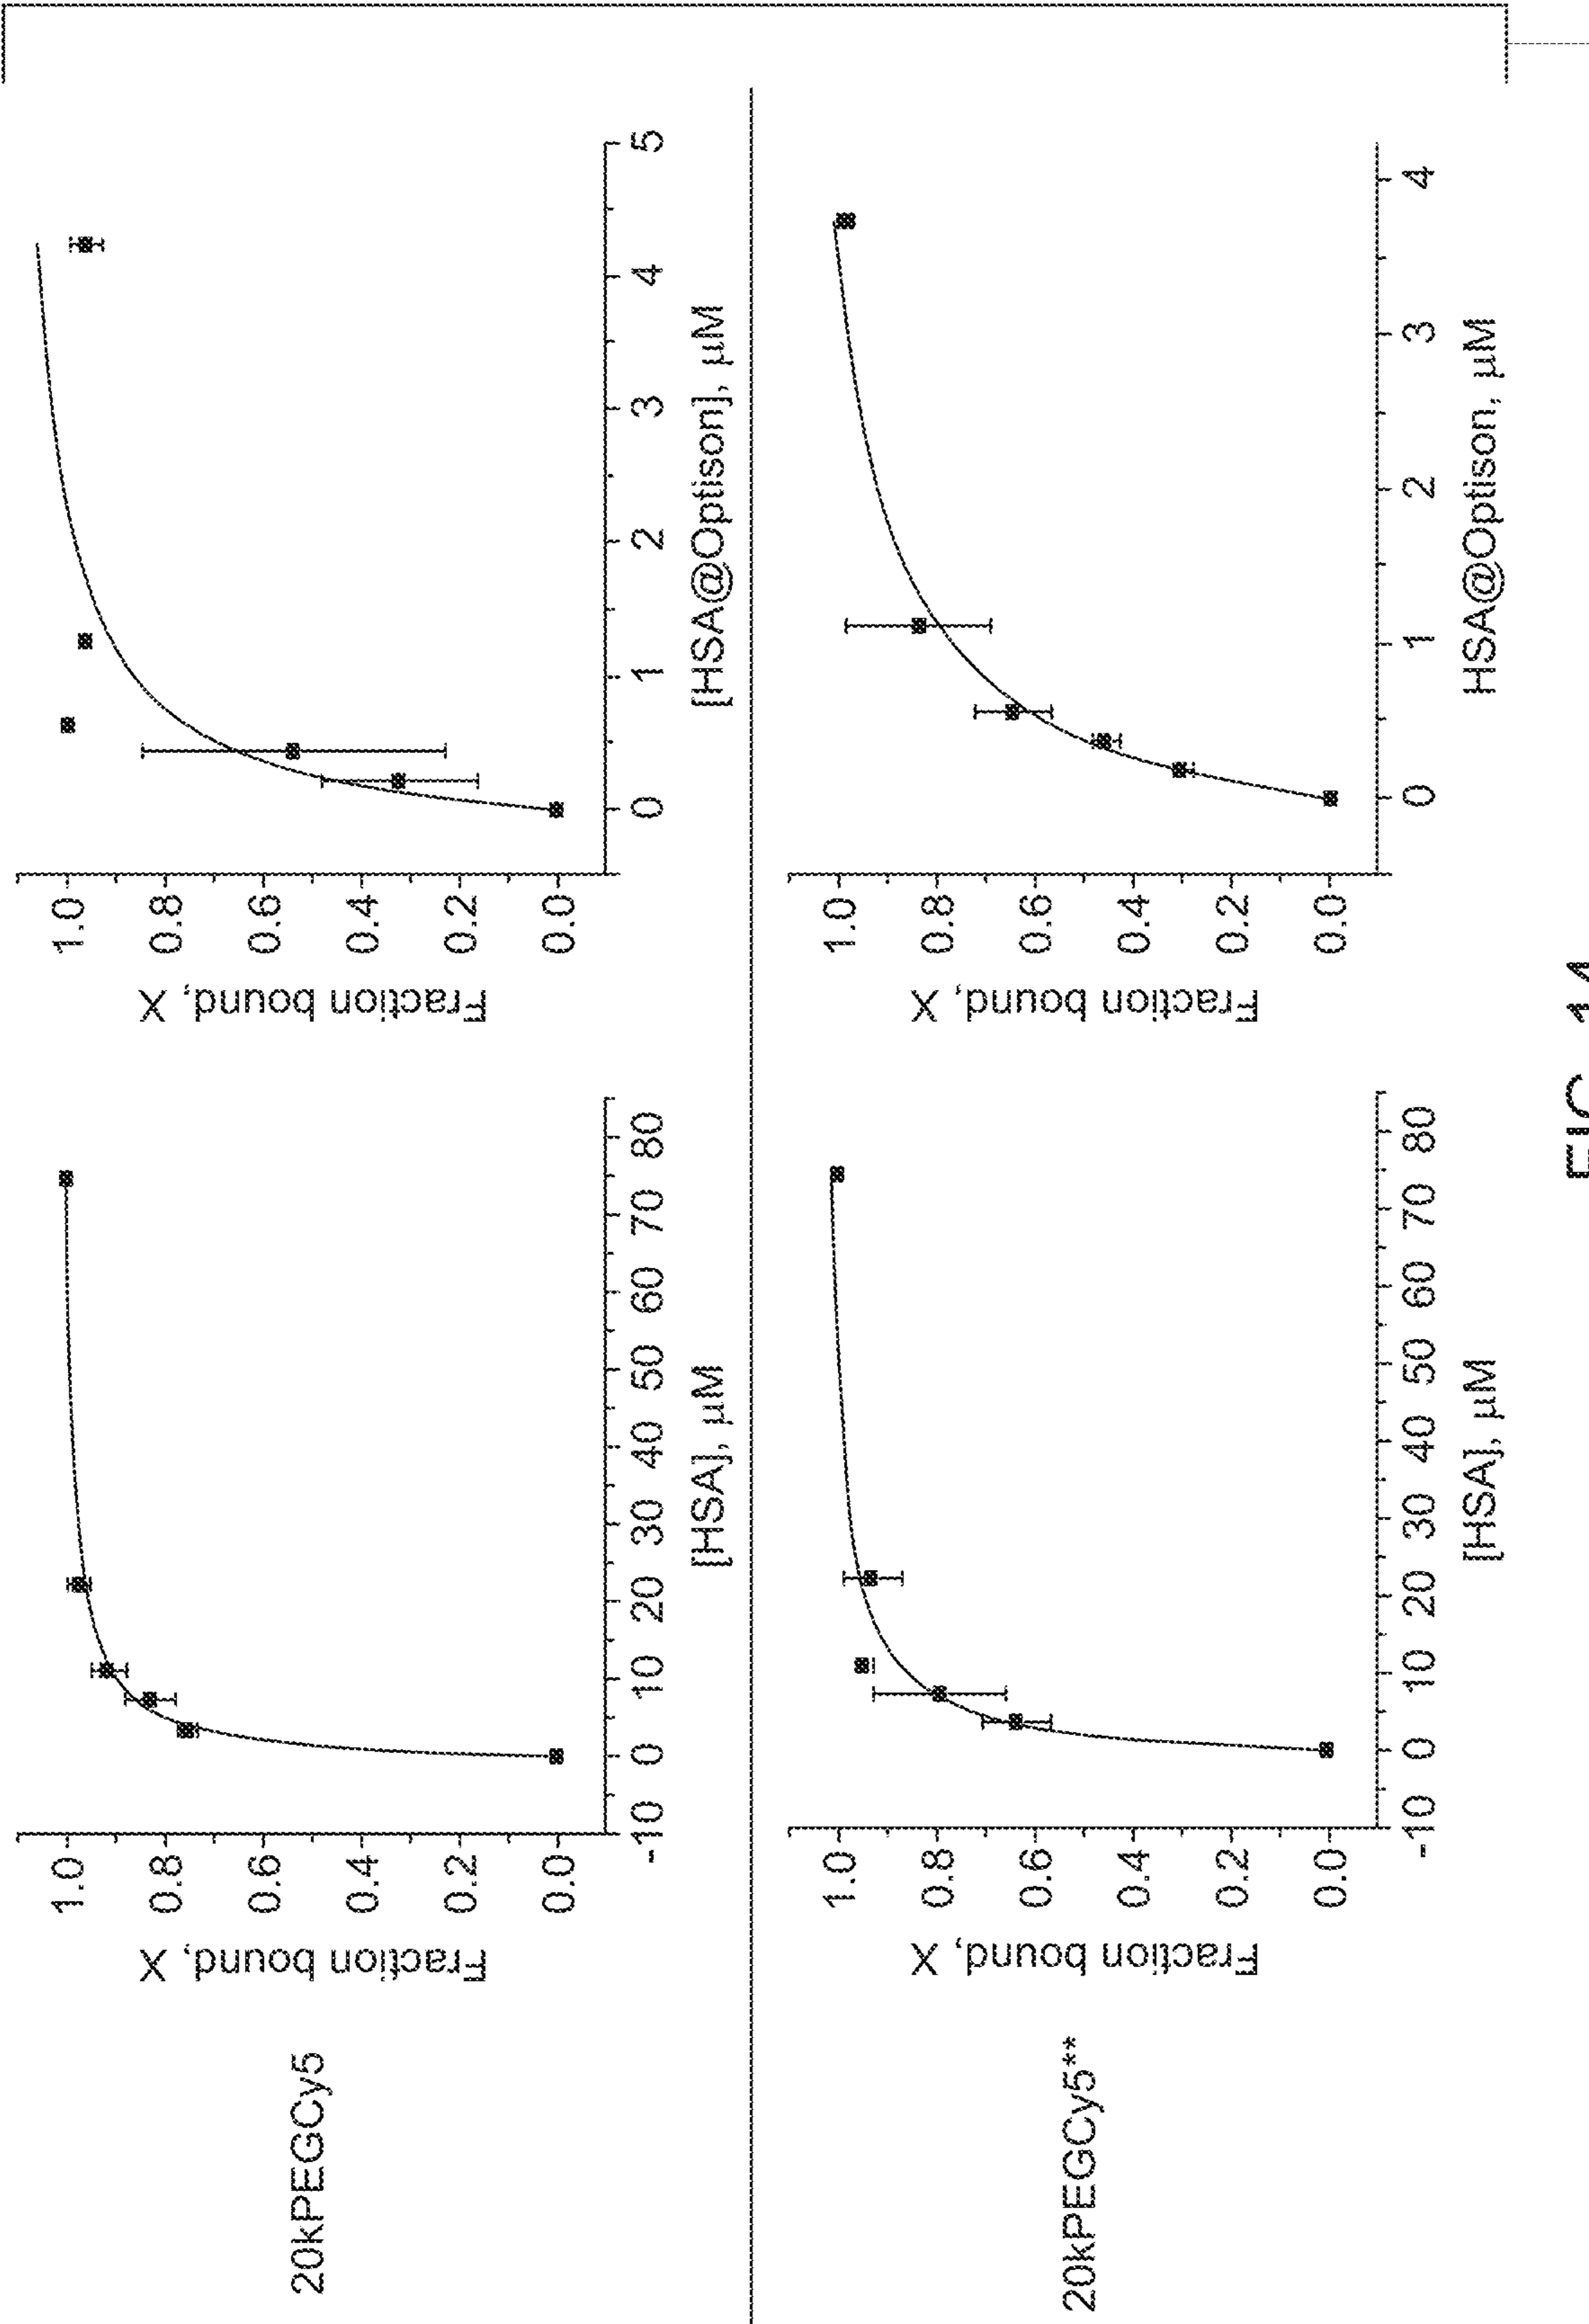 20kPEGCy5
Fraction bound, X
1.0
0.8
0.6
0.4
0.2
0.0
-10 0 10 20 30 40 50 60 70 80
[HSA], µM
Fraction bound, X
1.0
0.8
0.6
0.4
0.2
0.0
0 1 2 3 4 5
[HSA@Optison], µM
20kPEGCy5**
Fraction bound, X
1.0
0.8
0.6
0.4
0.2
0.0
-10 0 10 20 30 40 50 60 70 80
[HSA], µM
Fraction bound, X
1.0
0.8
0.6
0.4
0.2
0.0
0 1 2 3 4
HSA@Optison, µM